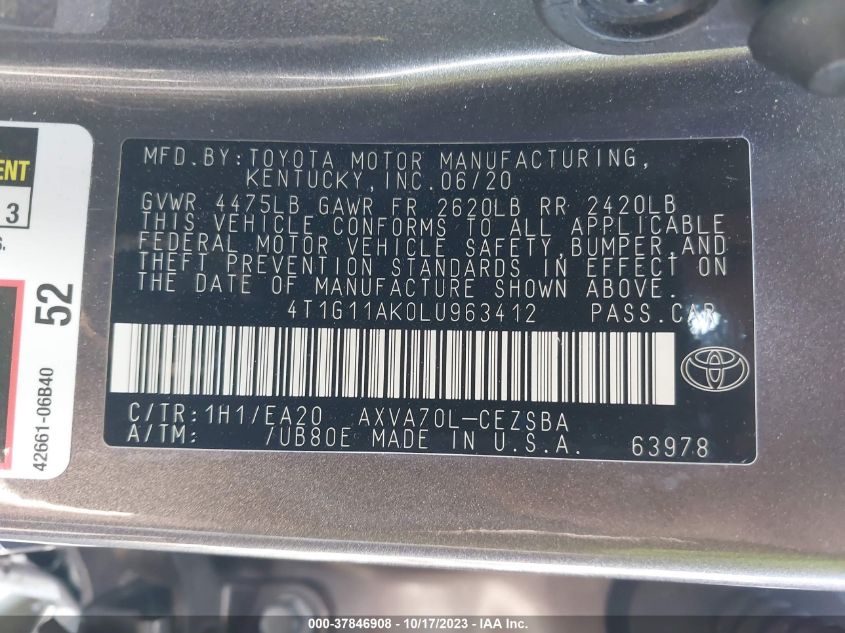 MFD. BY: TOYOTA MOTOR MANUFACTURING,
KENTUCKY, INC. 06/20
GVWR 4475LB GAWR FR 2620LB RR 2420LB
THIS VEHICLE CONFORMS TO ALL APPLICABLE
FEDERAL MOTOR VEHICLE SAFETY, BUMPER, AND
THEFT PREVENTION STANDARDS IN EFFECT ON
THE DATE OF MANUFACTURE SHOWN ABOVE.
4T1G11AK0LU963412 PASS. CAR
C/TR: 1H1/EA20 AXVA70L-CEZSBA
A/TM: /UB80E MADE IN U.S.A. 63978
3
52
42661-06B40
000-37846908 - 10/17/2023 - IAA Inc.